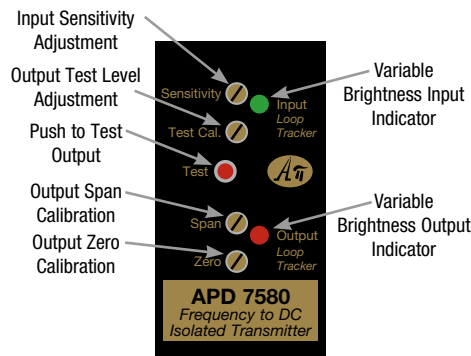 Input Sensitivity
Adjustment
Output Test Level
Adjustment
Push to Test
Output
Output Span
Calibration
Output Zero
Calibration
Sensitivity
Input
Loop
Tracker
Test Cal.
Test
Aπ
Span
Output
Loop
Tracker
Zero
APD 7580
Frequency to DC
Isolated Transmitter
Variable
Brightness Input
Indicator
Variable
Brightness Output
Indicator